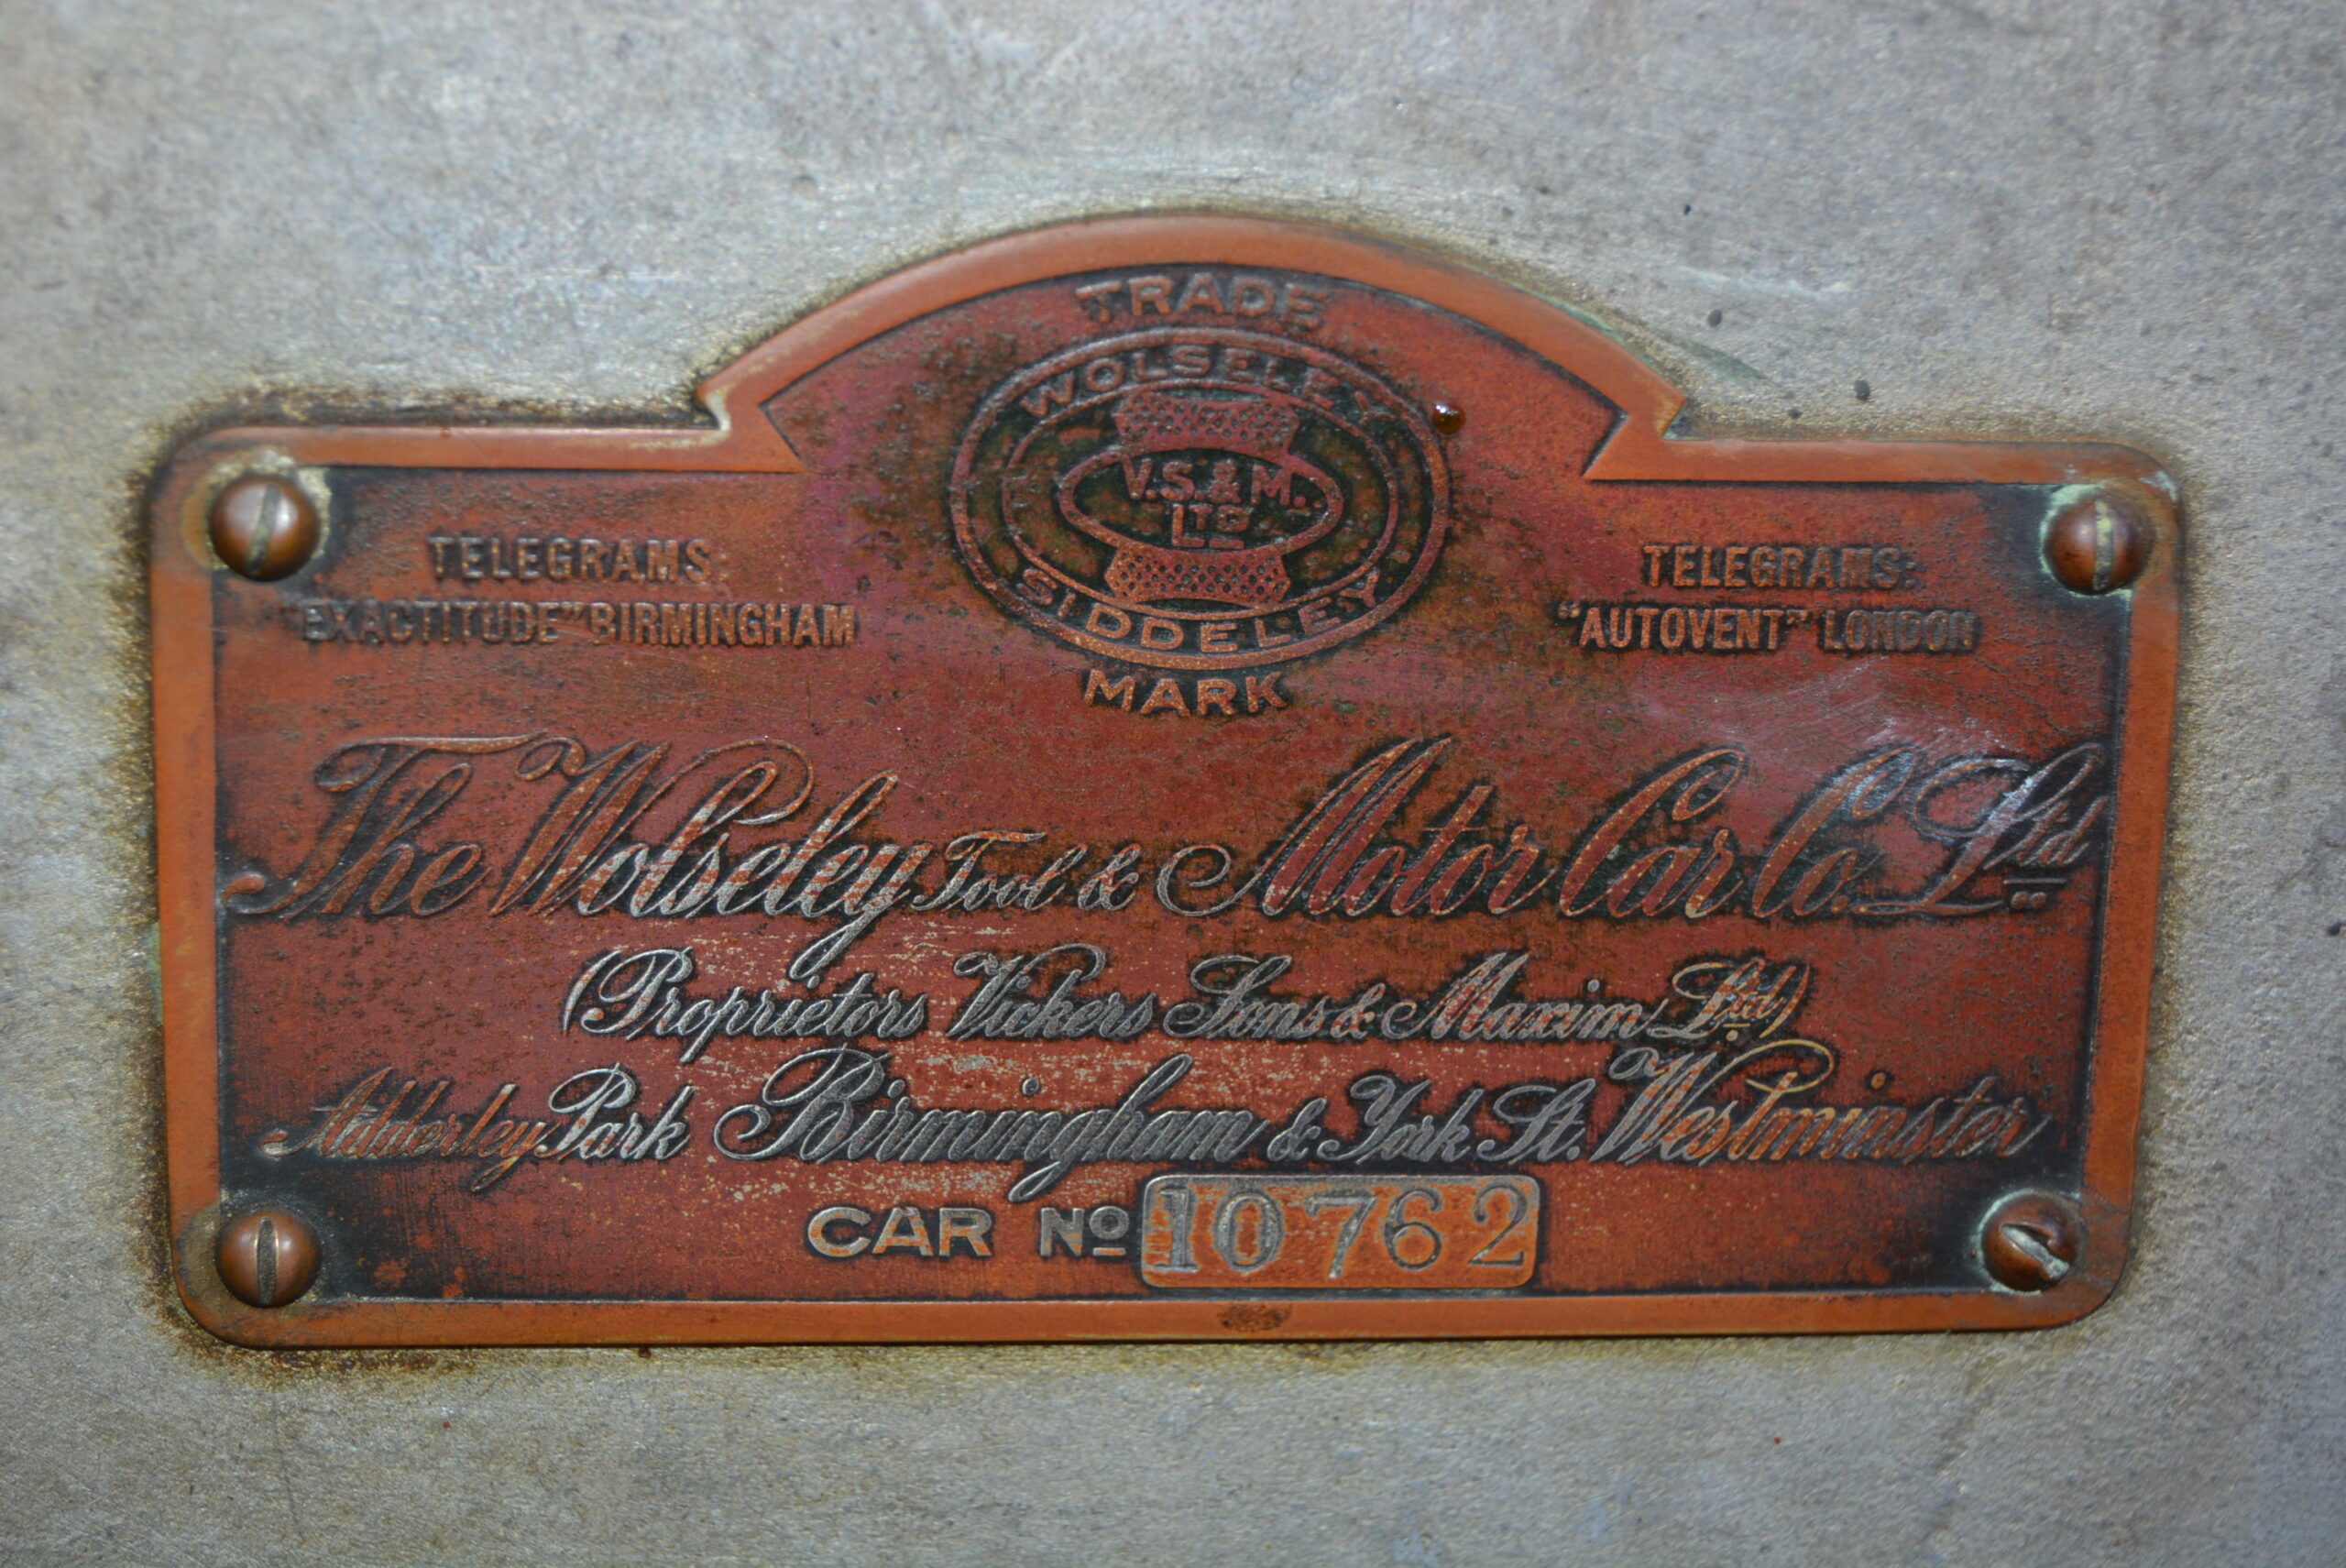 TRADE
WOLSELEY
V.S. & M.
LTD
SIDDELEY
MARK
TELEGRAMS:
"EXACTITUDE" BIRMINGHAM
TELEGRAMS:
"AUTOVENT" LONDON
The Wolseley Tool & Motor Car Co. Ltd
(Proprietors Vickers Sons & Maxim Ltd)
Adderley Park Birmingham & York St. Westminster
CAR No 10762